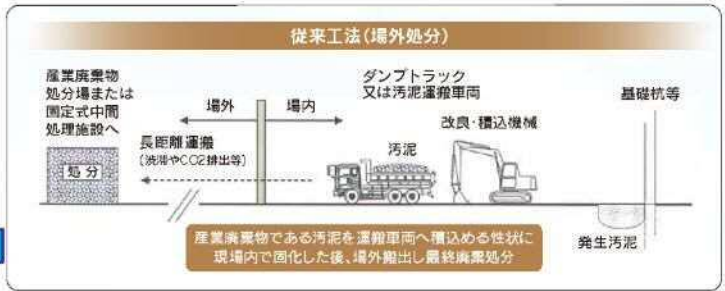 従来工法(場外処分)
産業廃棄物
処分場または
固定式中間
処理施設へ
処分
場外
場内
長距離運搬
(渋滞やCO2排出等)
ダンプトラック
又は汚泥運搬車両
汚泥
改良・積込機械
基礎杭等
発生汚泥
産業廃棄物である汚泥を運搬車両へ積込める性状に
現場内で固化した後、場外搬出し最終廃棄処分